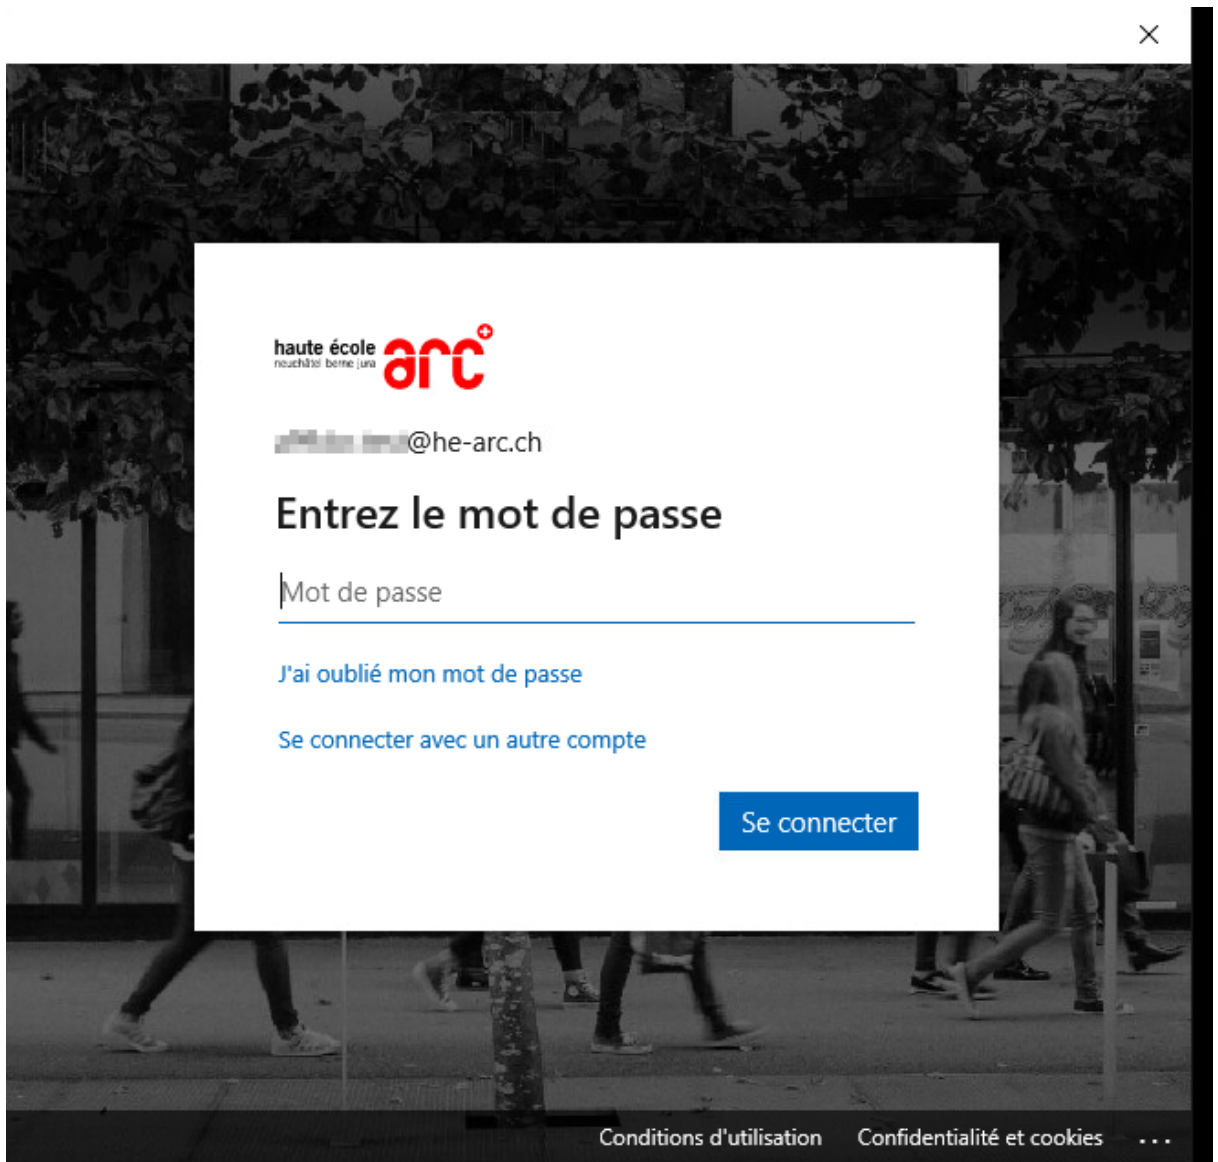 haute école arc
neuchâtel berne jura
@he-arc.ch
Entrez le mot de passe
Mot de passe
J'ai oublié mon mot de passe
Se connecter avec un autre compte
Se connecter
Conditions d'utilisation Confidentialité et cookies ...